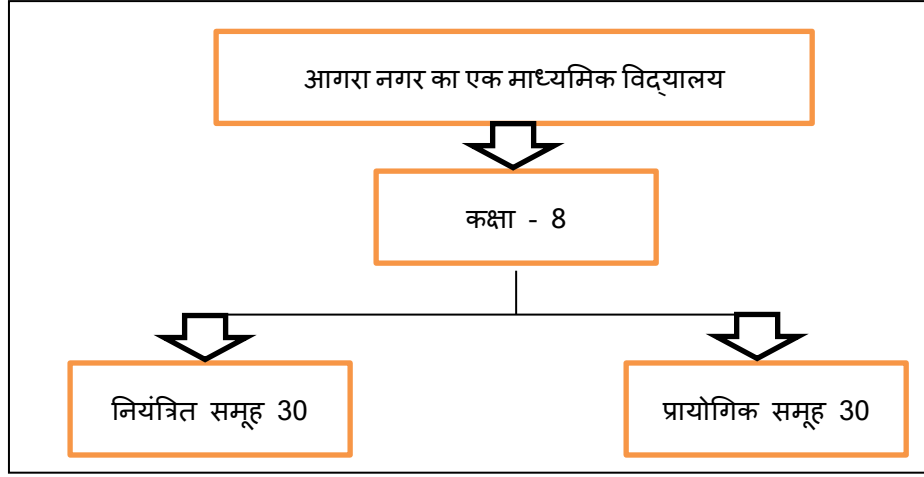 आगरा नगर का एक माध्यमिक विद्यालय
कक्षा - 8
नियंत्रित समूह 30
प्रायोगिक समूह 30